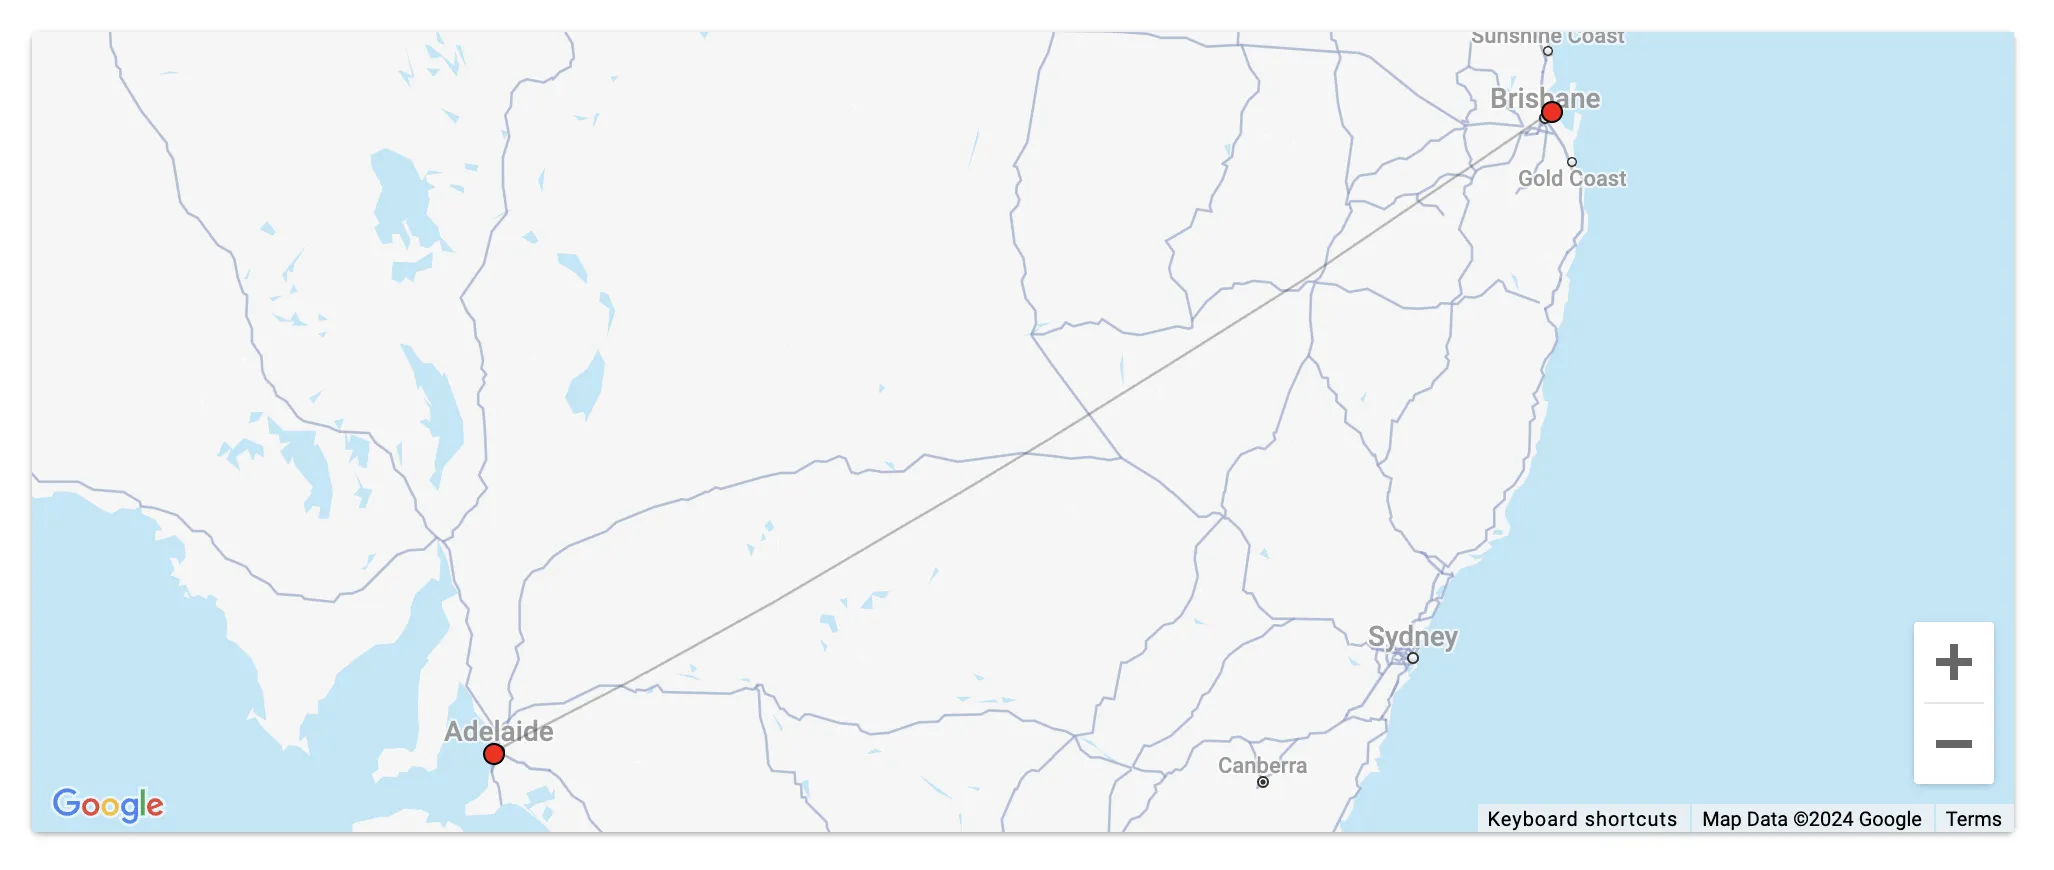 Sunshine Coast
Brisbane
Gold Coast
Sydney
Adelaide
Canberra
Google
Keyboard shortcuts Map Data ©2024 Google Terms